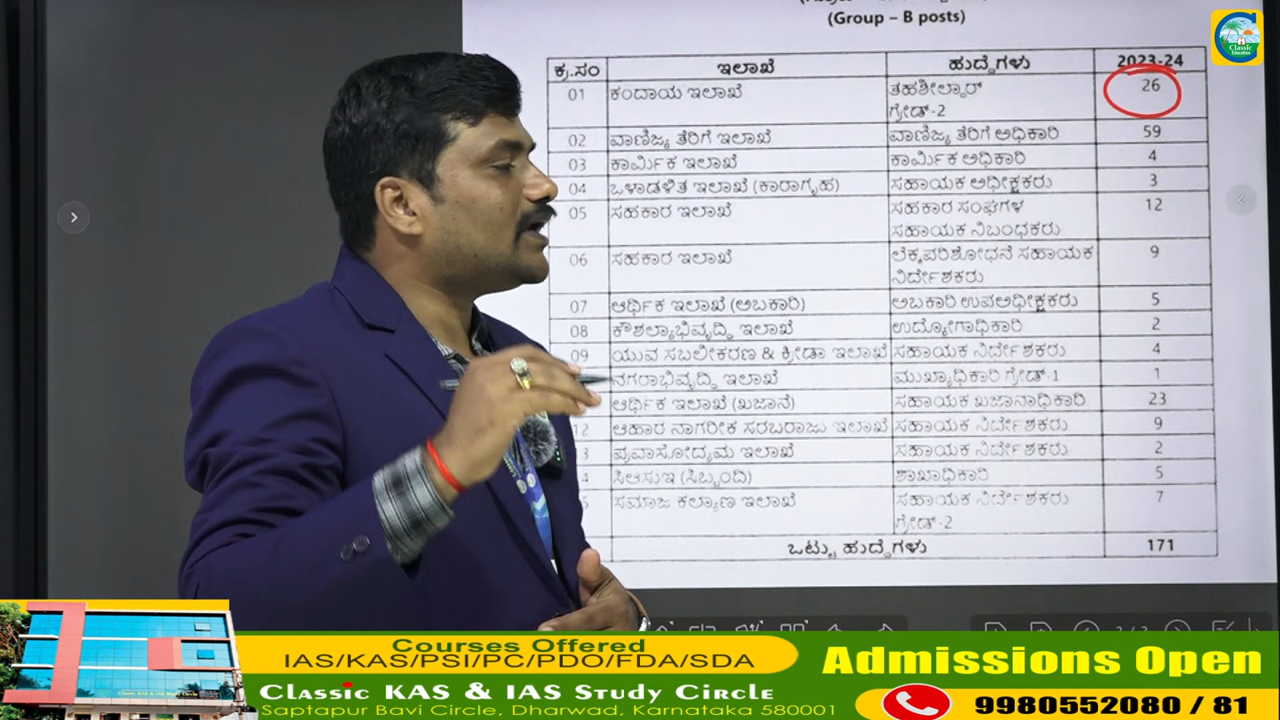 (Group – B posts)
Classic
Education
ಕ್ರ.ಸಂ ಇಲಾಖೆ ಹುದ್ದೆಗಳು 2023-24
01 ಕಂದಾಯ ಇಲಾಖೆ ತಹಶೀಲ್ದಾರ್ 26
ಗ್ರೇಡ್-2
02 ವಾಣಿಜ್ಯ ತೆರಿಗೆ ಇಲಾಖೆ ವಾಣಿಜ್ಯ ತೆರಿಗೆ ಅಧಿಕಾರಿ 59
03 ಕಾರ್ಮಿಕ ಇಲಾಖೆ ಕಾರ್ಮಿಕ ಅಧಿಕಾರಿ 4
04 ಒಳಾಡಳಿತ ಇಲಾಖೆ (ಕಾರಾಗೃಹ) ಸಹಾಯಕ ಅಧೀಕ್ಷಕರು 3
05 ಸಹಕಾರ ಇಲಾಖೆ ಸಹಕಾರ ಸಂಘಗಳ 12
ಸಹಾಯಕ ನಿಬಂಧಕರು
06 ಸಹಕಾರ ಇಲಾಖೆ ಲೆಕ್ಕಪರಿಶೋಧನೆ ಸಹಾಯಕ 9
ನಿರ್ದೇಶಕರು
07 ಆರ್ಥಿಕ ಇಲಾಖೆ (ಅಬಕಾರಿ) ಅಬಕಾರಿ ಉಪಅಧೀಕ್ಷಕರು 5
08 ಕೌಶಲ್ಯಾಭಿವೃದ್ಧಿ ಇಲಾಖೆ ಉದ್ಯೋಗಾಧಿಕಾರಿ 2
09 ಯುವ ಸಬಲೀಕರಣ & ಕ್ರೀಡಾ ಇಲಾಖೆ ಸಹಾಯಕ ನಿರ್ದೇಶಕರು 4
ನಗರಾಭಿವೃದ್ಧಿ ಇಲಾಖೆ ಮುಖ್ಯಾಧಿಕಾರಿ ಗ್ರೇಡ್-1 1
ಆರ್ಥಿಕ ಇಲಾಖೆ (ಖಜಾನೆ) ಸಹಾಯಕ ಖಜಾನಾಧಿಕಾರಿ 23
12 ಆಹಾರ ನಾಗರೀಕ ಸರಬರಾಜು ಇಲಾಖೆ ಸಹಾಯಕ ನಿರ್ದೇಶಕರು 9
ಪ್ರವಾಸೋದ್ಯಮ ಇಲಾಖೆ ಸಹಾಯಕ ನಿರ್ದೇಶಕರು 2
ಸಿಆಸುಇ (ಸಿಬ್ಬಂದಿ) ಶಾಖಾಧಿಕಾರಿ 5
ಸಮಾಜ ಕಲ್ಯಾಣ ಇಲಾಖೆ ಸಹಾಯಕ ನಿರ್ದೇಶಕರು 7
ಗ್ರೇಡ್-2
ಒಟ್ಟು ಹುದ್ದೆಗಳು 171
Courses Offered
IAS/KAS/PSI/PC/PDO/FDA/SDA
Classic KAS & IAS Study Circle
Saptapur Bavi Circle, Dharwad, Karnataka 580001
Admissions Open
9980552080 / 81